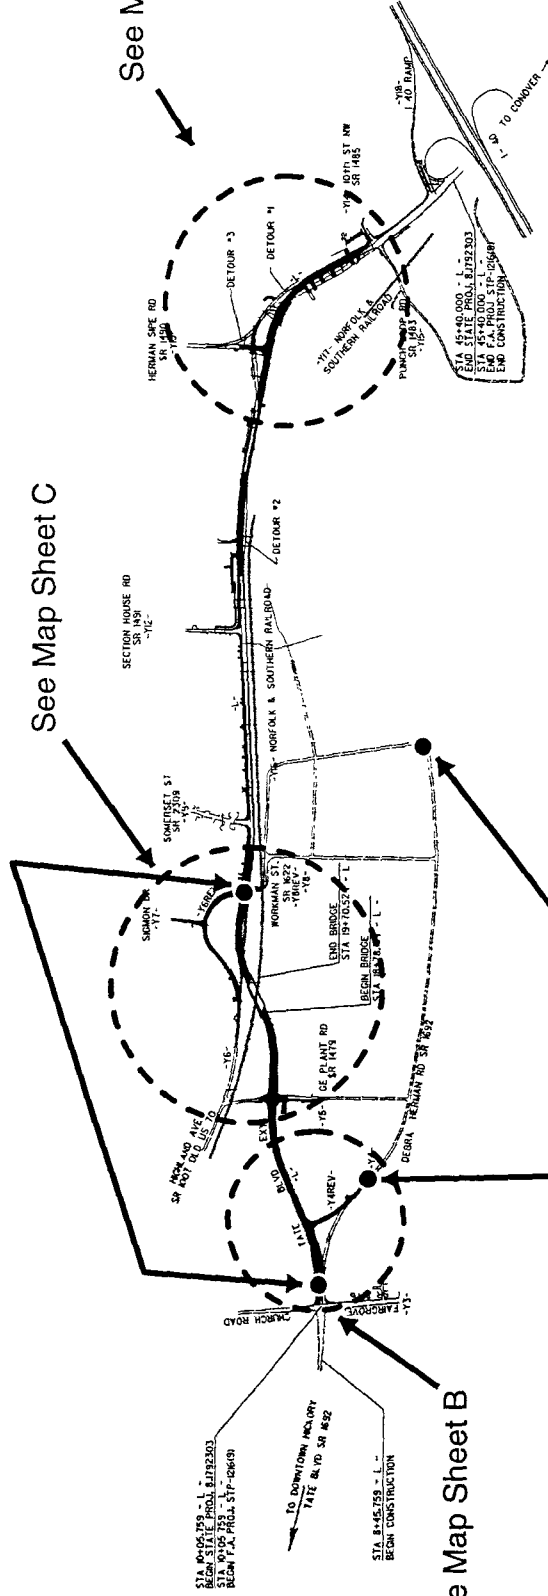 See M
See Map Sheet C
e Map Sheet B
-Y18-
I 40 RAMP
I-40 TO CONOVER
-Y14- 10th ST NW
SR 1485
DETOUR #1
DETOUR #3
HERMAN SIPE RD
SR 1490
-L-
-Y17- NORFOLK &
SOUTHERN RAILROAD
SR 1483
-Y15-
STA 45+40.000 - L -
END STATE PROJ. 8.1792303
STA 45+40.000 - L -
END F.A. PROJ. STP-1216(9)
END CONSTRUCTION
DETOUR #2
SECTION HOUSE RD
SR 1491
-Y12-
NORFOLK & SOUTHERN RAILROAD
-L-
SOMERSET ST
SR 2309
-Y9-
SIGMON DR
-Y7-
-Y6REV-
WORKMAN ST.
SR 1622
-Y8REV-
-Y8-
END BRIDGE
STA 19+70.524 - L
BEGIN BRIDGE
-Y6-
HIGHLAND AVE
SR 1007 OLD US 70
GE PLANT RD
SR 1479
-Y5-
DEBRA HERMAN RD SR 1692
TATE BLVD EXT
-L-
-Y4REV-
CHURCH ROAD
FAIRGROVE
-Y3-
STA 10+05.759 - L -
BEGIN STATE PROJ. 8.1792303
STA 10+05.759 - L -
BEGIN F.A. PROJ. STP-1216(9)
TO DOWNTOWN HICKORY
TATE BLVD SR 1692
STA 8+45.759 - L -
BEGIN CONSTRUCTION